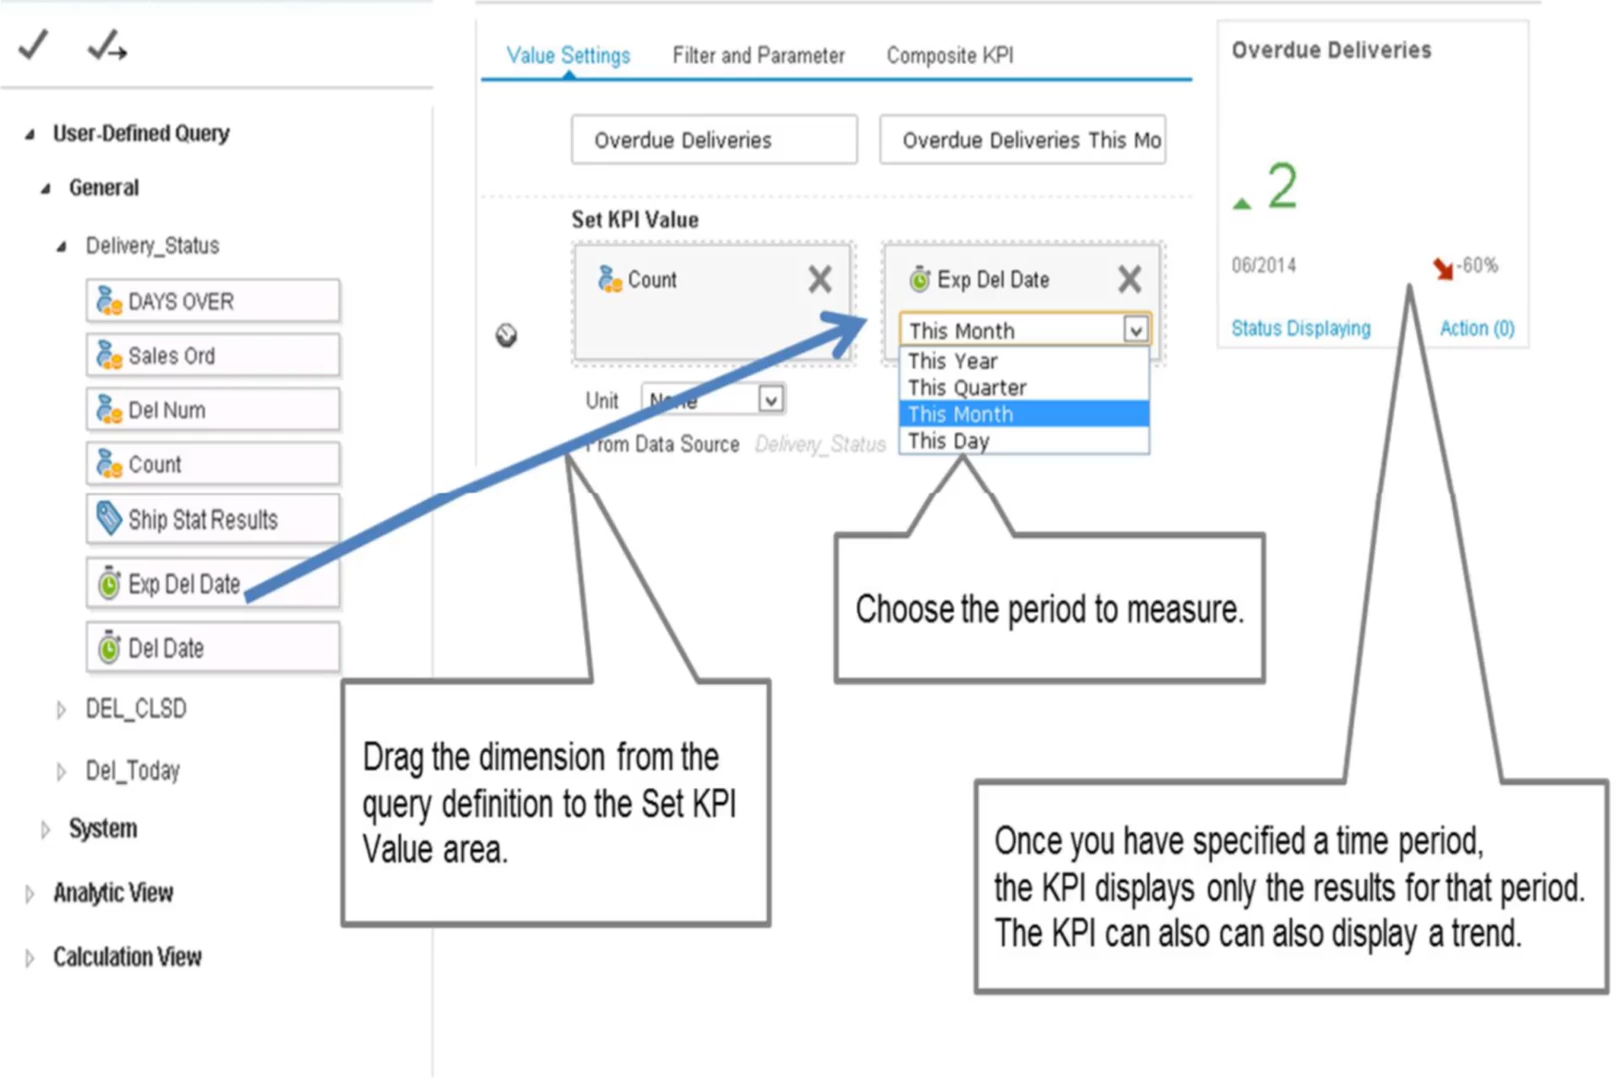 User-Defined Query
General
Delivery_Status
DAYS OVER
Sales Ord
Del Num
Count
Ship Stat Results
Exp Del Date
Del Date
DEL_CLSD
Del_Today
System
Analytic View
Calculation View
Value Settings
Filter and Parameter
Composite KPI
Overdue Deliveries
Overdue Deliveries This Mo
Set KPI Value
Count
Exp Del Date
This Month
This Year
This Quarter
This Month
This Day
Unit
None
From Data Source Delivery_Status
Overdue Deliveries
2
06/2014
-60%
Status Displaying
Action (0)
Choose the period to measure.
Drag the dimension from the
query definition to the Set KPI
Value area.
Once you have specified a time period,
the KPI displays only the results for that period.
The KPI can also can also display a trend.